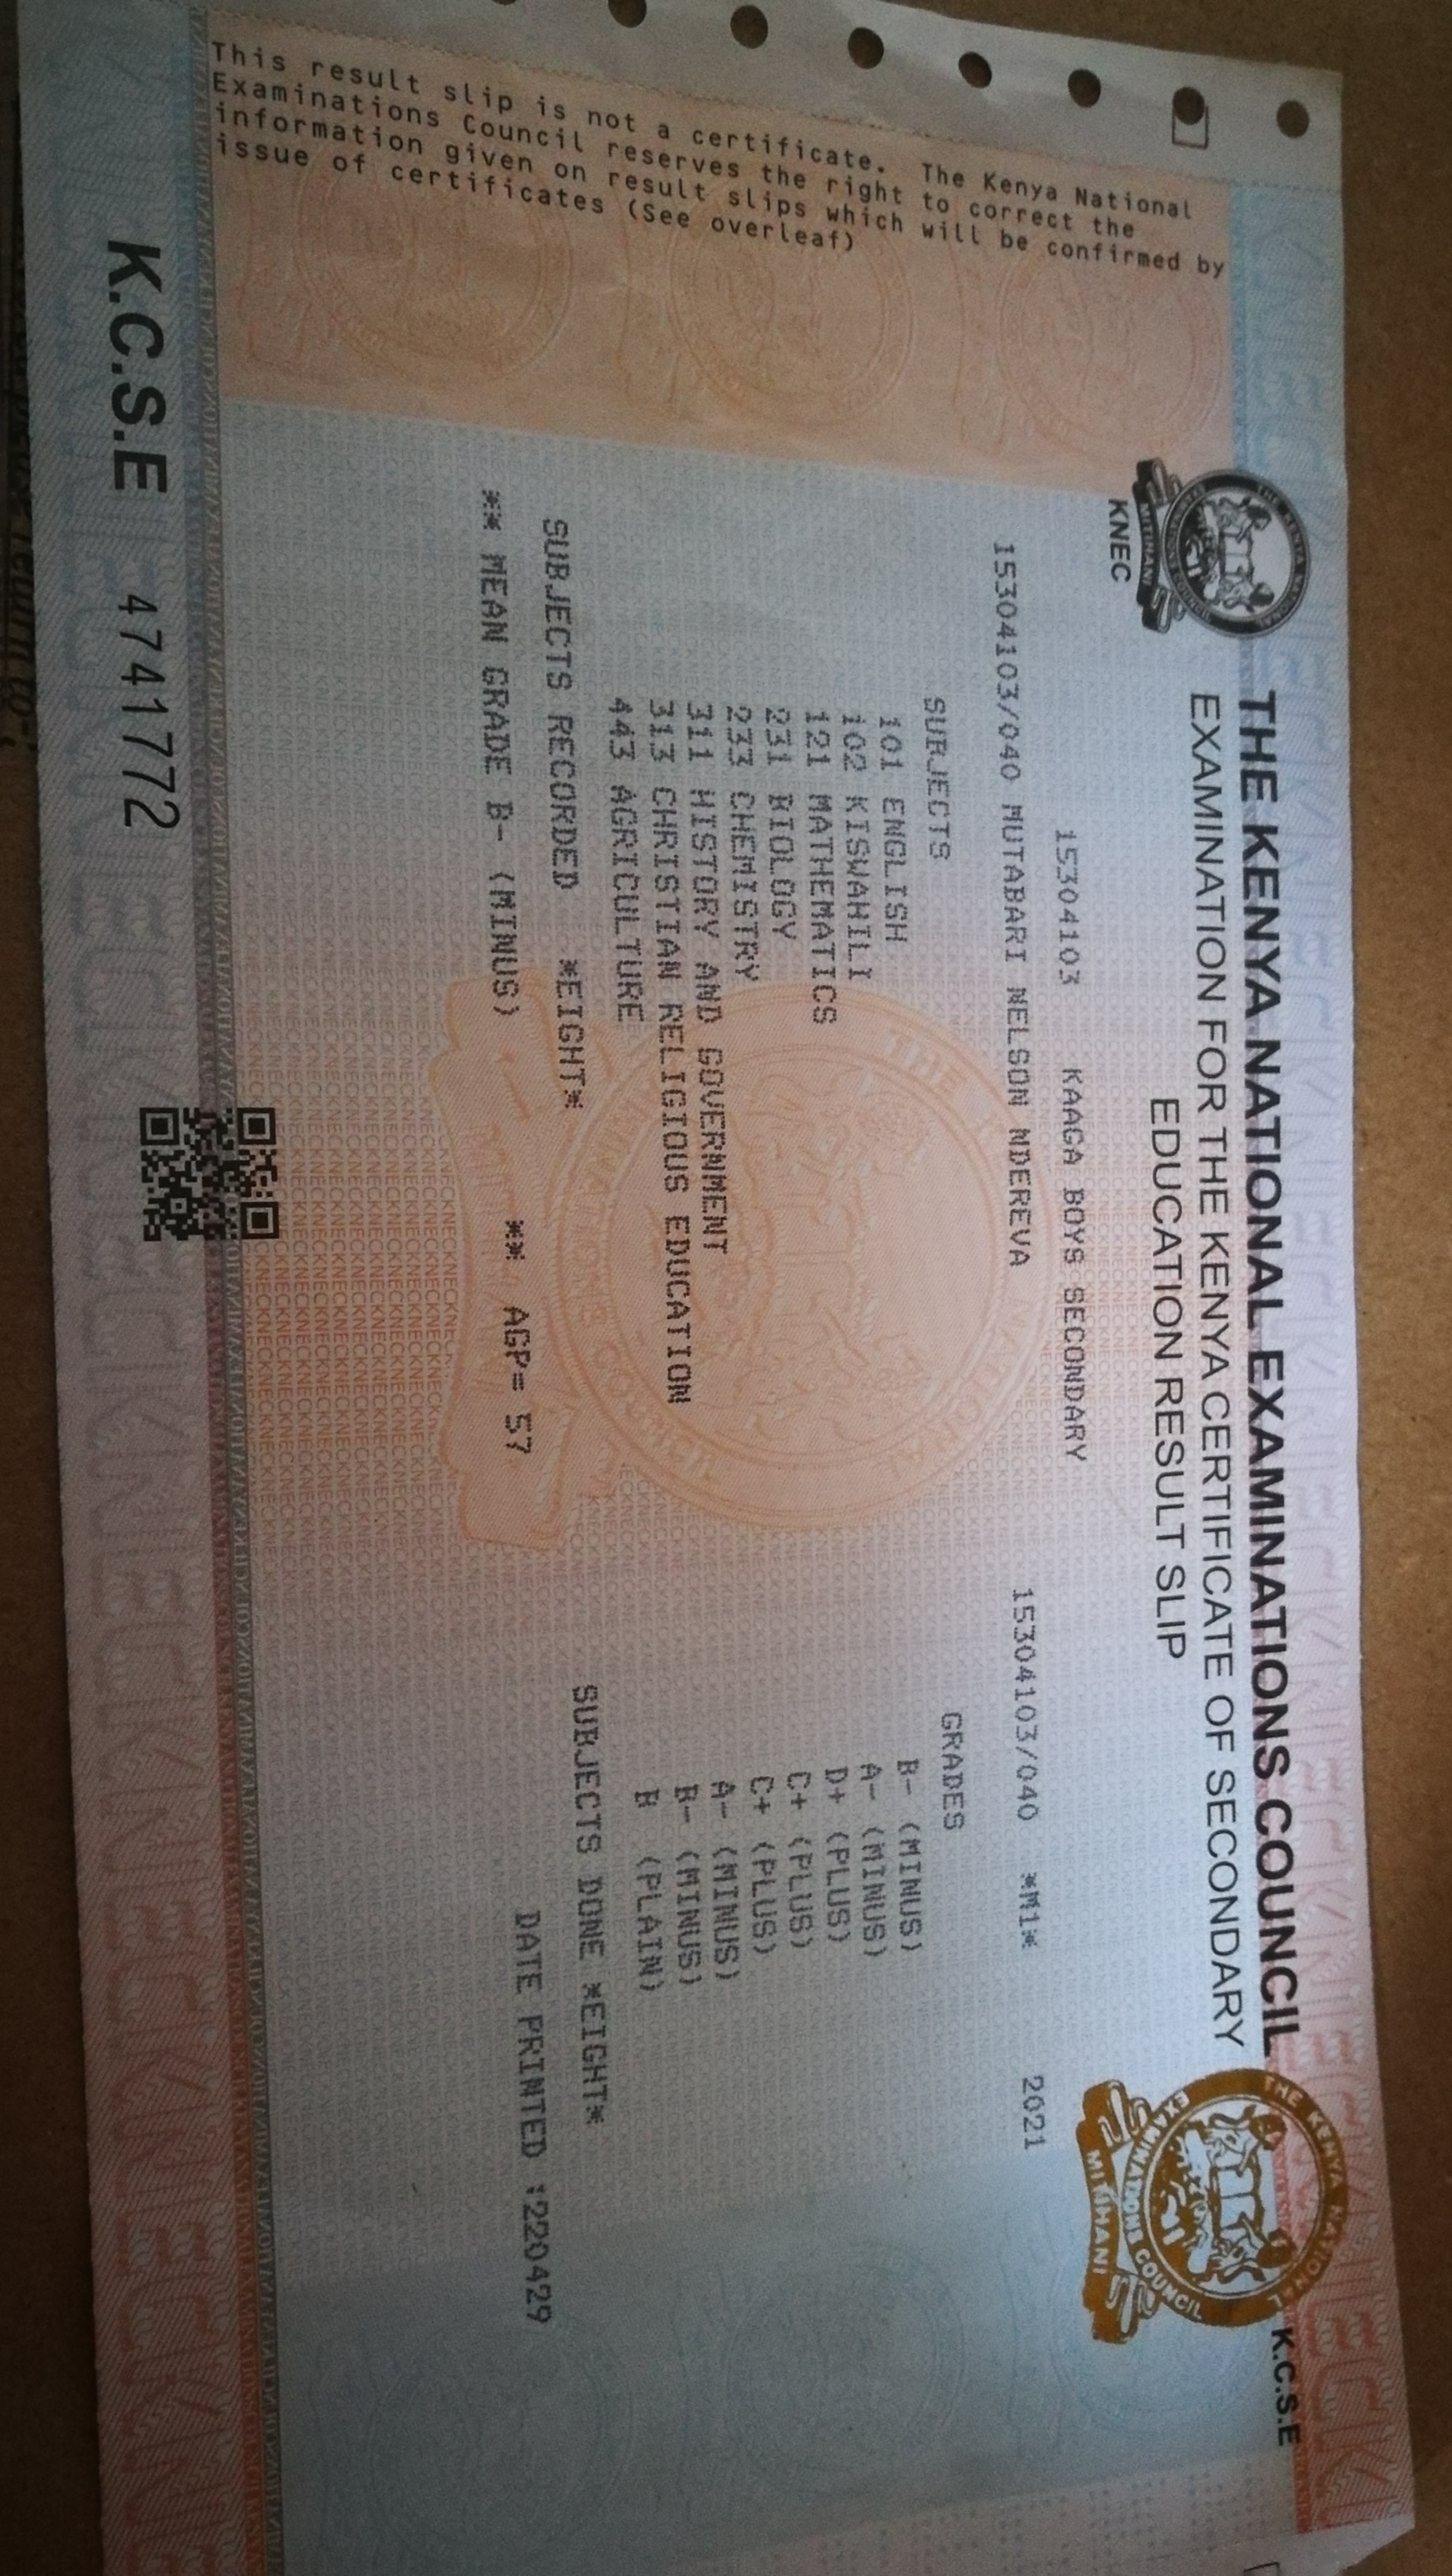 THE KENYA NATIONAL EXAMINATIONS COUNCIL
EXAMINATION FOR THE KENYA CERTIFICATE OF SECONDARY
EDUCATION RESULT SLIP
KNEC
K.C.S.E
THE KENYA NATIONAL EXAMINATIONS COUNCIL
MITIHANI
15304103 KAAGA BOYS SECONDARY
15304103/040 MUTABARI NELSON NDEREVA 15304103/040 *M1* 2021
SUBJECTS GRADES
101 ENGLISH B- (MINUS)
102 KISWAHILI A- (MINUS)
121 MATHEMATICS D+ (PLUS)
231 BIOLOGY C+ (PLUS)
233 CHEMISTRY C+ (PLUS)
311 HISTORY AND GOVERNMENT A- (MINUS)
313 CHRISTIAN RELIGIOUS EDUCATION B- (MINUS)
443 AGRICULTURE B (PLAIN)
SUBJECTS RECORDED *EIGHT* SUBJECTS DONE *EIGHT*
** MEAN GRADE B- (MINUS) ** AGP= 57 DATE PRINTED :220429
K.C.S.E 4741772
This result slip is not a certificate. The Kenya National
Examinations Council reserves the right to correct the
information given on result slips which will be confirmed by
issue of certificates (See overleaf)